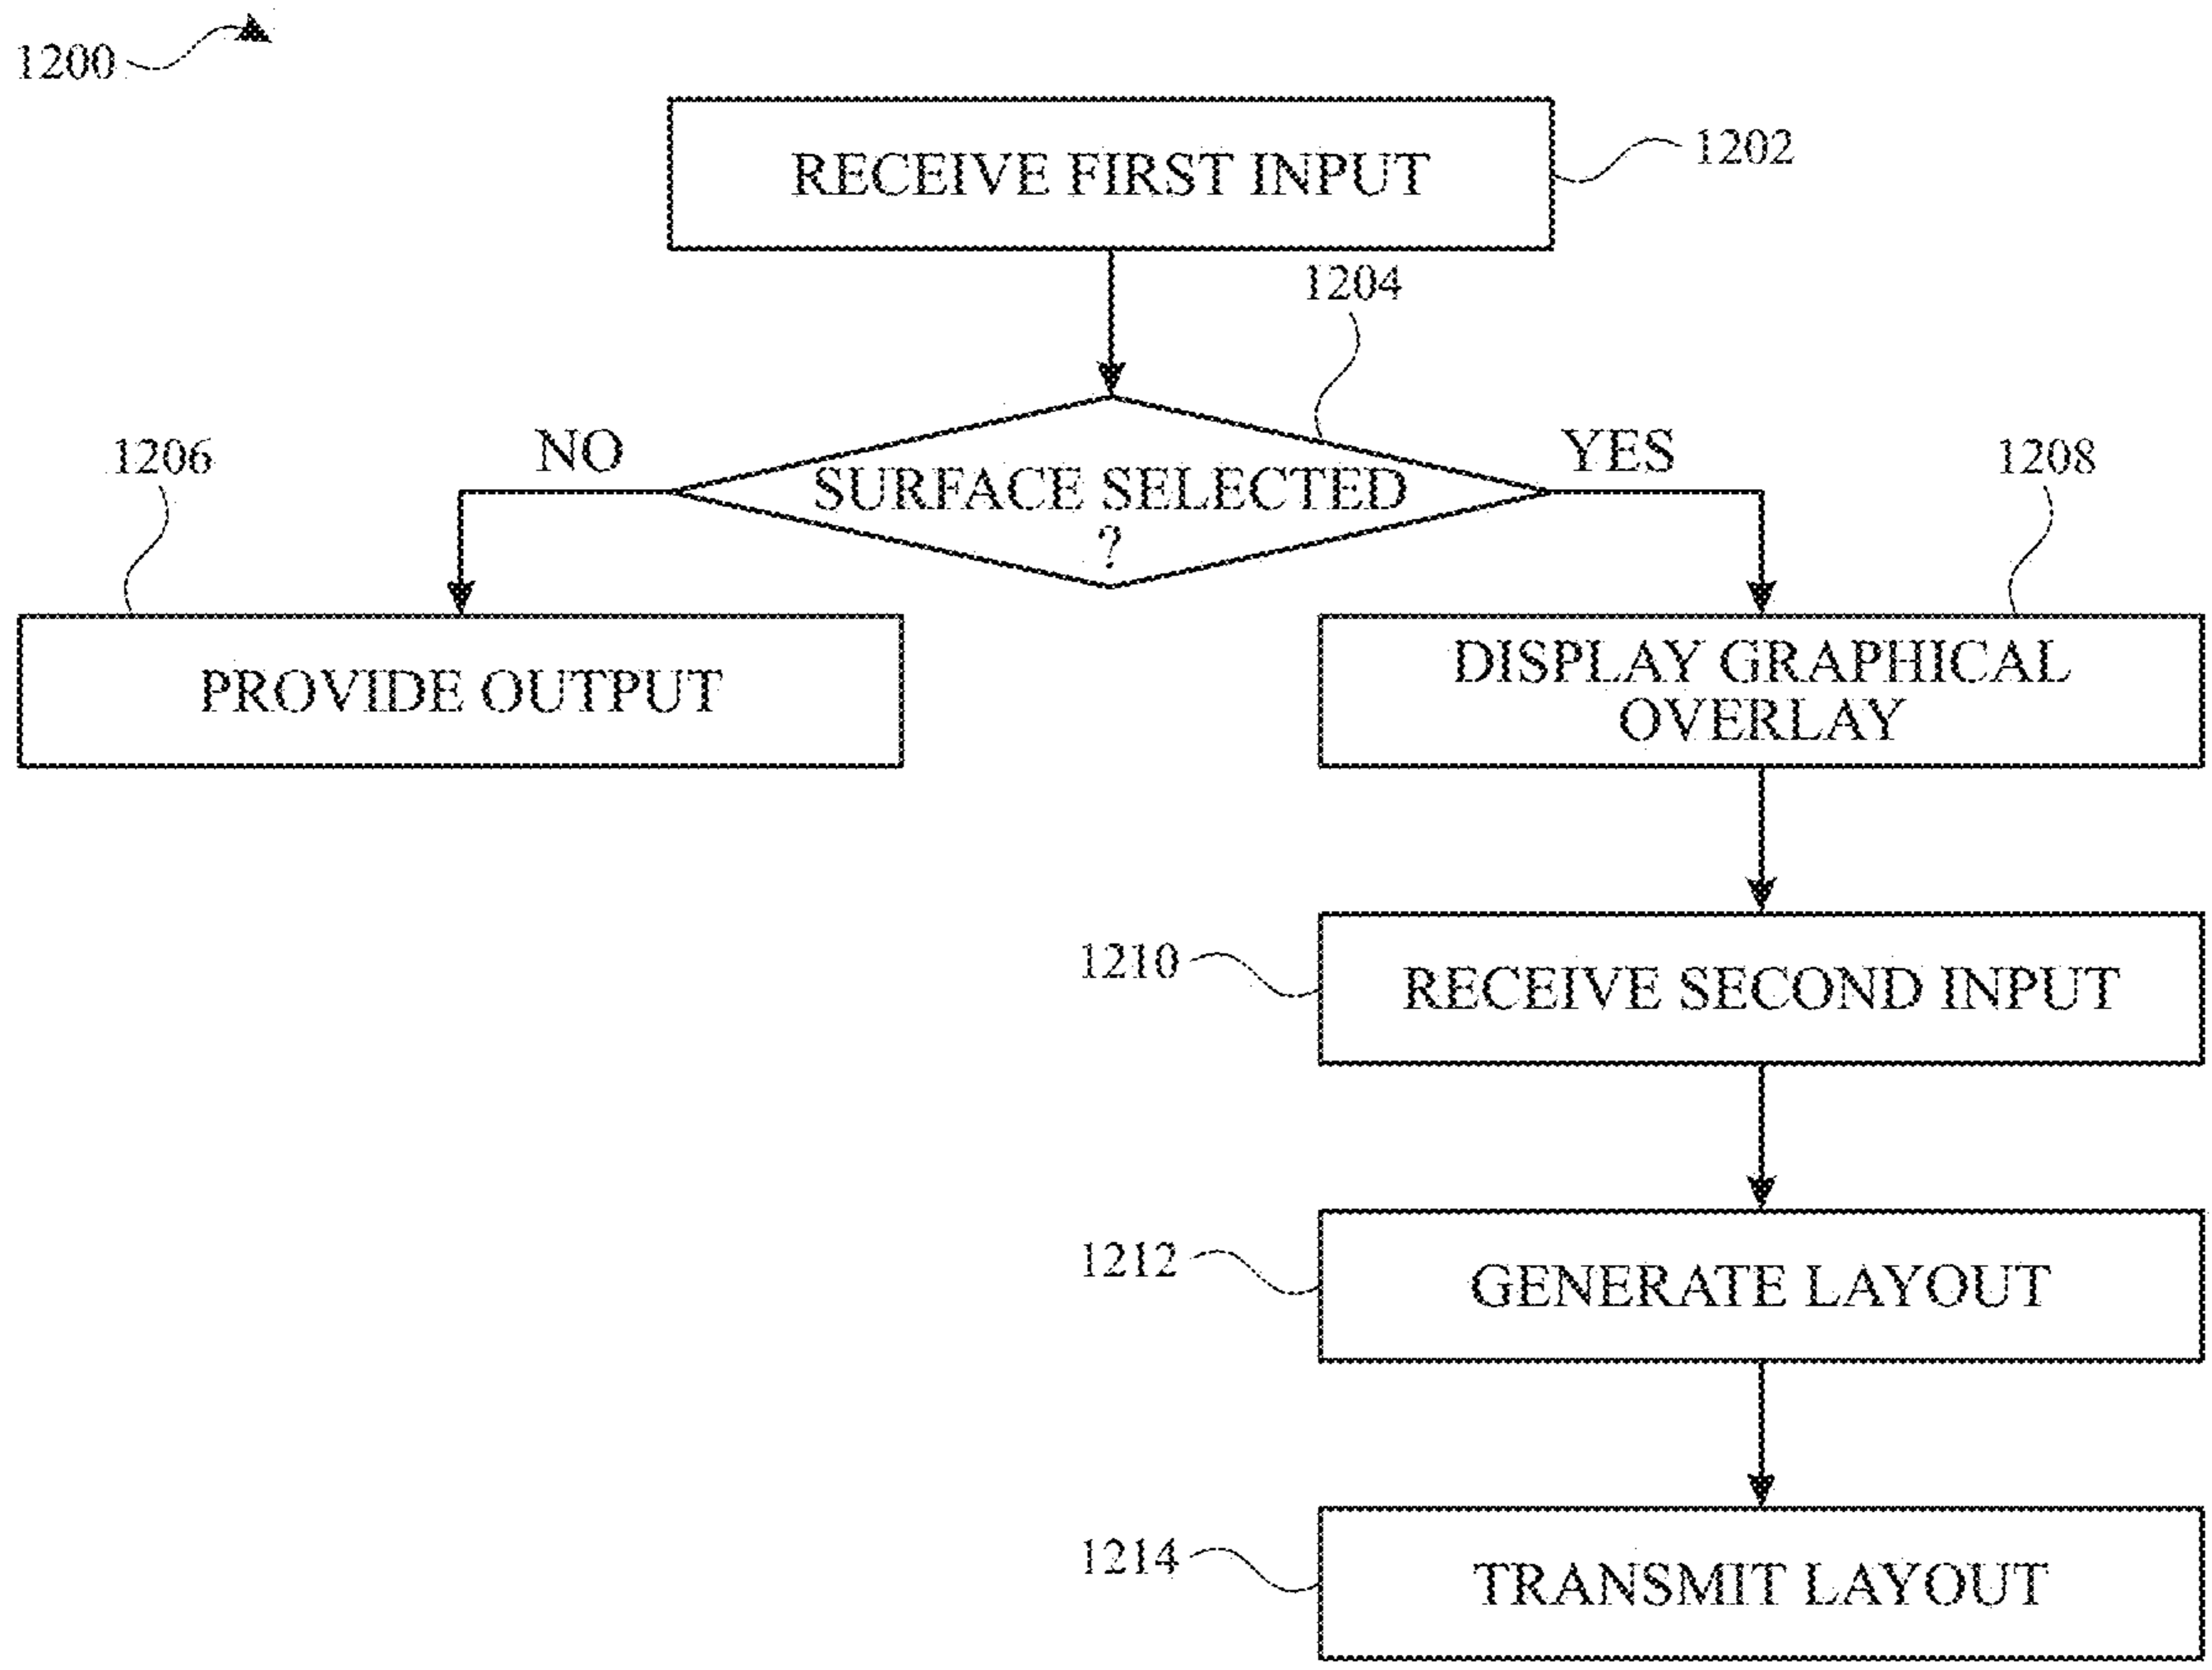 1200
RECEIVE FIRST INPUT
1202
1204
NO
YES
SURFACE SELECTED
?
1206
1208
PROVIDE OUTPUT
DISPLAY GRAPHICAL
OVERLAY
1210
RECEIVE SECOND INPUT
1212
GENERATE LAYOUT
1214
TRANSMIT LAYOUT